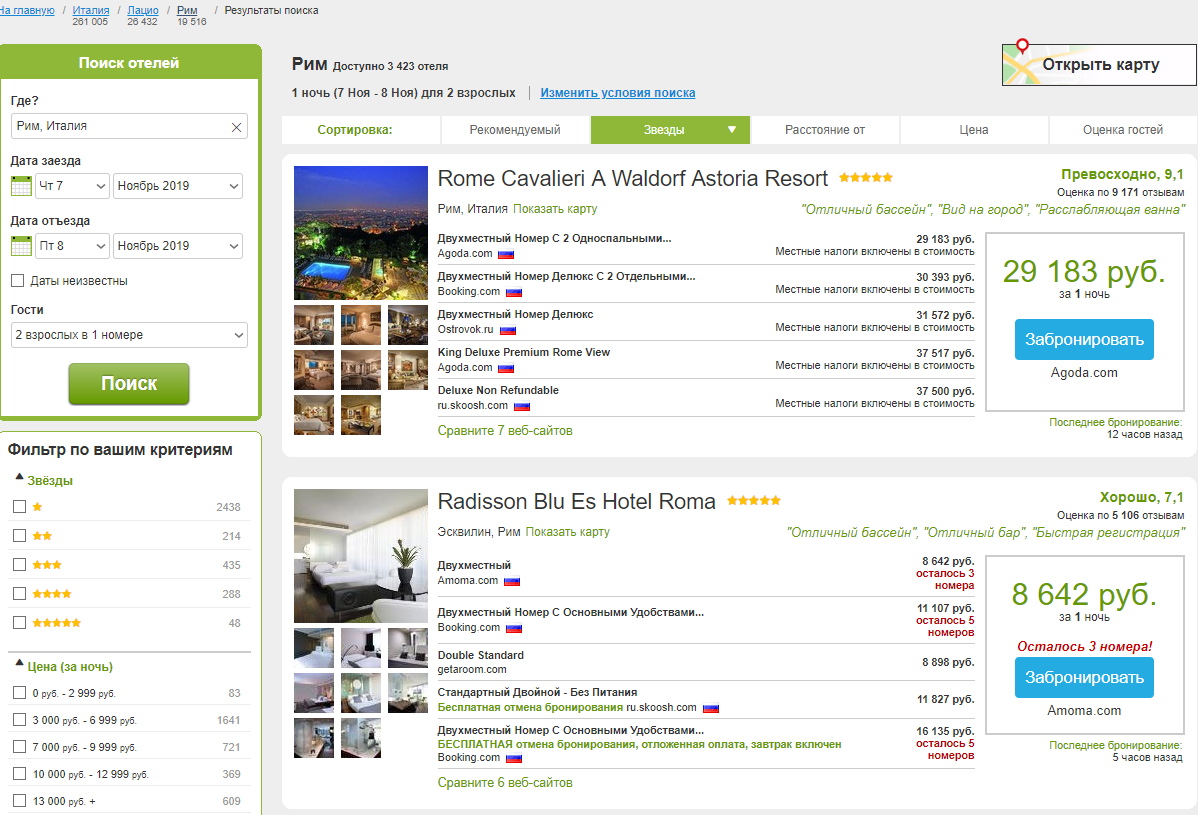 На главную / Италия / Лацио / Рим / Результаты поиска
261 005 26 432 19 516
Поиск отелей
Где?
Рим, Италия
Дата заезда
Чт 7 Ноябрь 2019
Дата отъезда
Пт 8 Ноябрь 2019
Даты неизвестны
Гости
2 взрослых в 1 номере
Поиск
Фильтр по вашим критериям
Звёзды
2438
214
435
288
48
Цена (за ночь)
0 руб. - 2 999 руб. 83
3 000 руб. - 6 999 руб. 1641
7 000 руб. - 9 999 руб. 721
10 000 руб. - 12 999 руб. 369
13 000 руб. + 609
Рим Доступно 3 423 отеля
1 ночь (7 Ноя - 8 Ноя) для 2 взрослых | Изменить условия поиска
Открыть карту
Сортировка: Рекомендуемый Звезды Расстояние от Цена Оценка гостей
Rome Cavalieri A Waldorf Astoria Resort
Рим, Италия Показать карту
Превосходно, 9,1
Оценка по 9 171 отзывам
"Отличный бассейн", "Вид на город", "Расслабляющая ванна"
Двухместный Номер С 2 Односпальными... 29 183 руб.
Agoda.com Местные налоги включены в стоимость
Двухместный Номер Делюкс С 2 Отдельными... 30 393 руб.
Booking.com Местные налоги включены в стоимость
Двухместный Номер Делюкс 31 572 руб.
Ostrovok.ru Местные налоги включены в стоимость
King Deluxe Premium Rome View 37 517 руб.
Agoda.com Местные налоги включены в стоимость
Deluxe Non Refundable 37 500 руб.
ru.skoosh.com Местные налоги включены в стоимость
Сравните 7 веб-сайтов
29 183 руб.
за 1 ночь
Забронировать
Agoda.com
Последнее бронирование:
12 часов назад
Radisson Blu Es Hotel Roma
Эсквилин, Рим Показать карту
Хорошо, 7,1
Оценка по 5 106 отзывам
"Отличный бассейн", "Отличный бар", "Быстрая регистрация"
Двухместный 8 642 руб.
Amoma.com осталось 3
номера
Двухместный Номер С Основными Удобствами... 11 107 руб.
Booking.com осталось 5
номеров
Double Standard
getaroom.com 8 898 руб.
Стандартный Двойной - Без Питания
Бесплатная отмена бронирования ru.skoosh.com 11 827 руб.
Двухместный Номер С Основными Удобствами... 16 135 руб.
БЕСПЛАТНАЯ отмена бронирования, отложенная оплата, завтрак включен осталось 5
Booking.com номеров
Сравните 6 веб-сайтов
8 642 руб.
за 1 ночь
Осталось 3 номера!
Забронировать
Amoma.com
Последнее бронирование:
5 часов назад